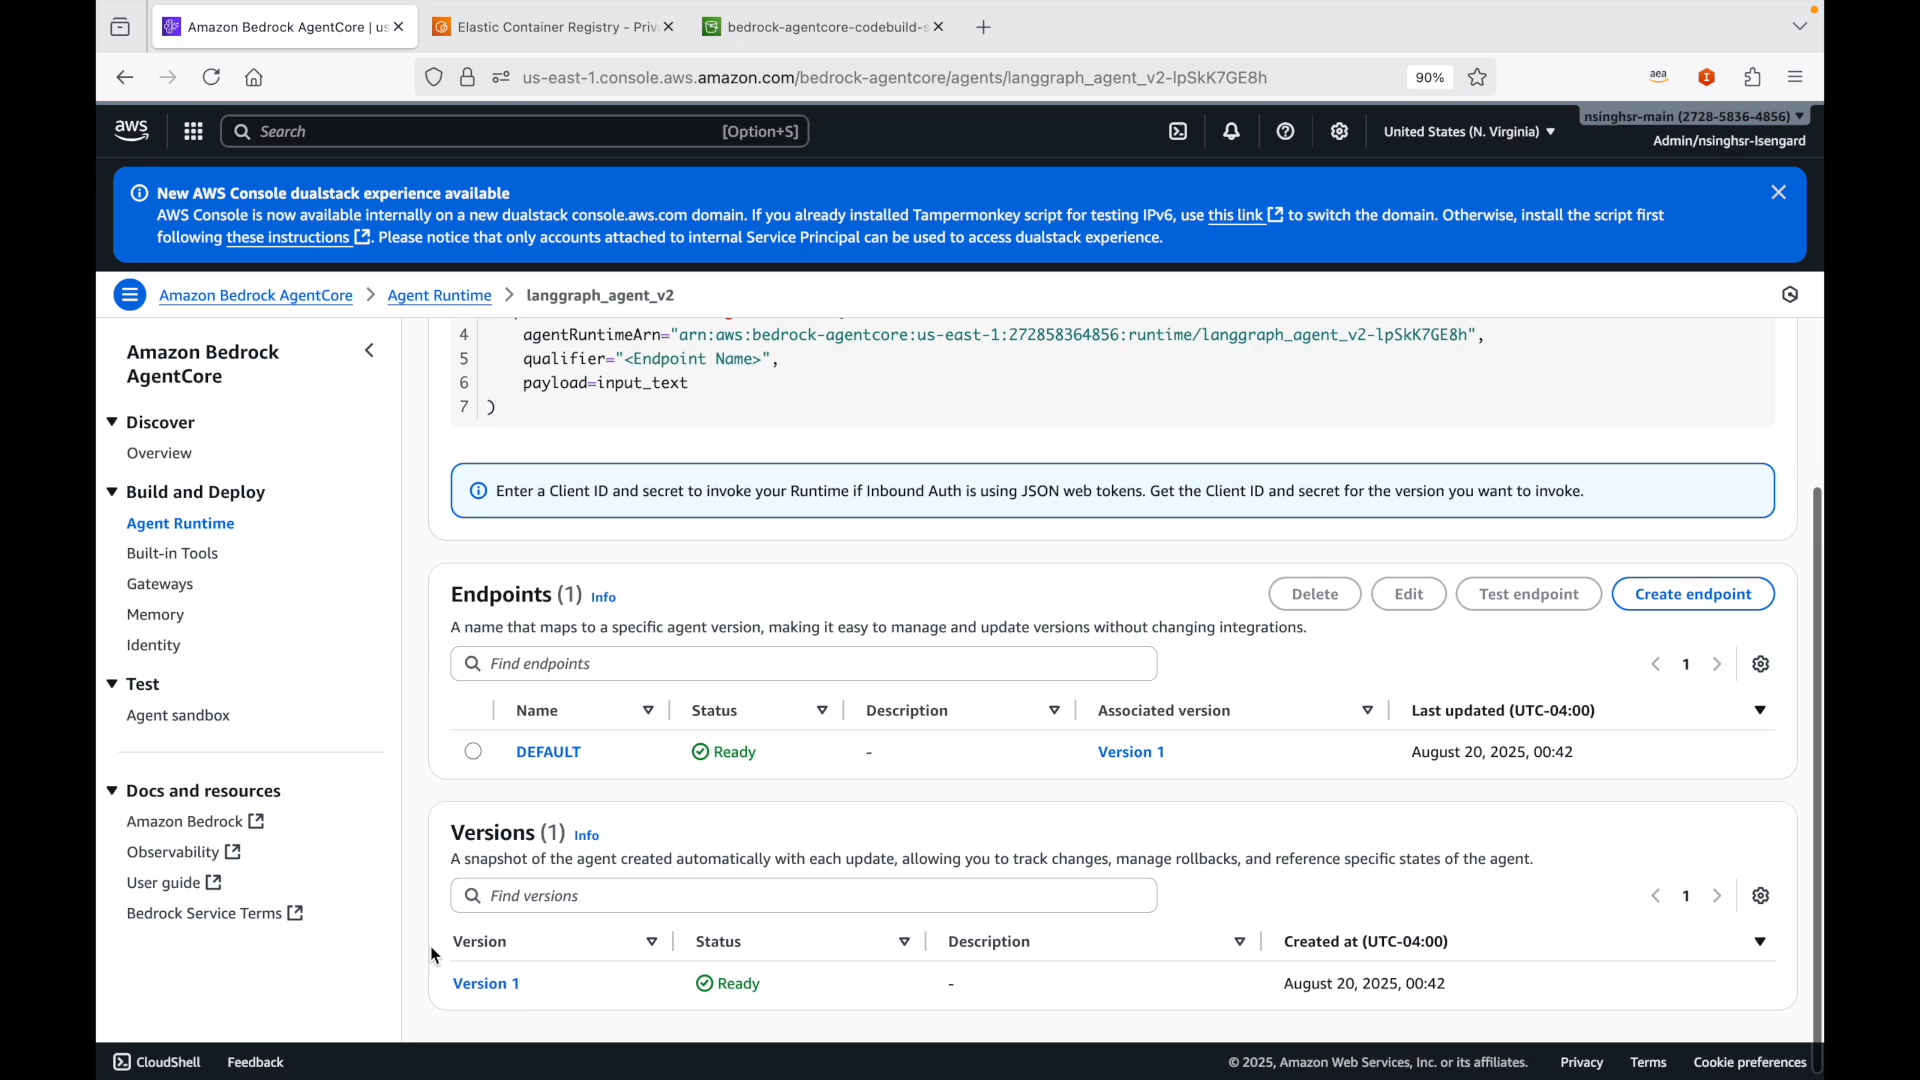 Amazon Bedrock AgentCore | us
Elastic Container Registry - Priv
bedrock-agentcore-codebuild-s
us-east-1.console.aws.amazon.com/bedrock-agentcore/agents/langgraph_agent_v2-lpSkK7GE8h
90%
aea
aws
Search
[Option+S]
United States (N. Virginia)
nsinghsr-main (2728-5836-4856)
Admin/nsinghsr-Isengard
New AWS Console dualstack experience available
AWS Console is now available internally on a new dualstack console.aws.com domain. If you already installed Tampermonkey script for testing IPv6, use this link to switch the domain. Otherwise, install the script first
following these instructions. Please notice that only accounts attached to internal Service Principal can be used to access dualstack experience.
Amazon Bedrock AgentCore > Agent Runtime > langgraph_agent_v2
Amazon Bedrock
AgentCore
Discover
Overview
Build and Deploy
Agent Runtime
Built-in Tools
Gateways
Memory
Identity
Test
Agent sandbox
Docs and resources
Amazon Bedrock
Observability
User guide
Bedrock Service Terms
4 agentRuntimeArn="arn:aws:bedrock-agentcore:us-east-1:272858364856:runtime/langgraph_agent_v2-lpSkK7GE8h",
5 qualifier="<Endpoint Name>",
6 payload=input_text
7 )
Enter a Client ID and secret to invoke your Runtime if Inbound Auth is using JSON web tokens. Get the Client ID and secret for the version you want to invoke.
Endpoints (1) Info
Delete
Edit
Test endpoint
Create endpoint
A name that maps to a specific agent version, making it easy to manage and update versions without changing integrations.
Find endpoints
1
Name Status Description Associated version Last updated (UTC-04:00)
DEFAULT Ready - Version 1 August 20, 2025, 00:42
Versions (1) Info
A snapshot of the agent created automatically with each update, allowing you to track changes, manage rollbacks, and reference specific states of the agent.
Find versions
1
Version Status Description Created at (UTC-04:00)
Version 1 Ready - August 20, 2025, 00:42
CloudShell Feedback
© 2025, Amazon Web Services, Inc. or its affiliates. Privacy Terms Cookie preferences